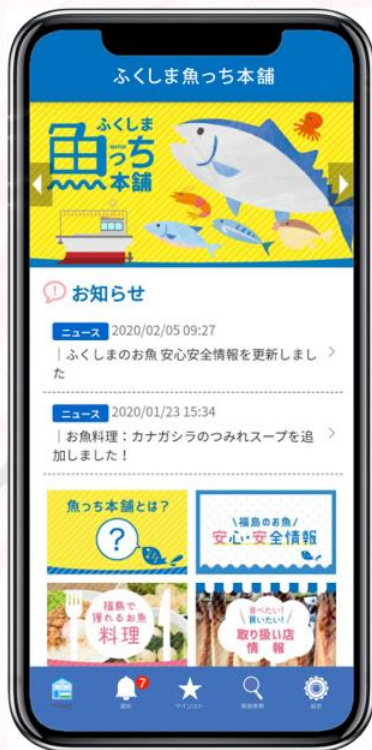 ふくしま魚っち本舗
ふくしま
魚っち
本舗
お知らせ
ニュース 2020/02/05 09:27
｜ふくしまのお魚 安心安全情報を更新しまし
た
ニュース 2020/01/23 15:34
｜お魚料理：カナガシラのつみれスープを追
加しました！
魚っち本舗とは？
?
\福島のお魚/
安心・安全情報
福島で
獲れるお魚
料理
食べたい！
買いたい！
取り扱い店
情報
7